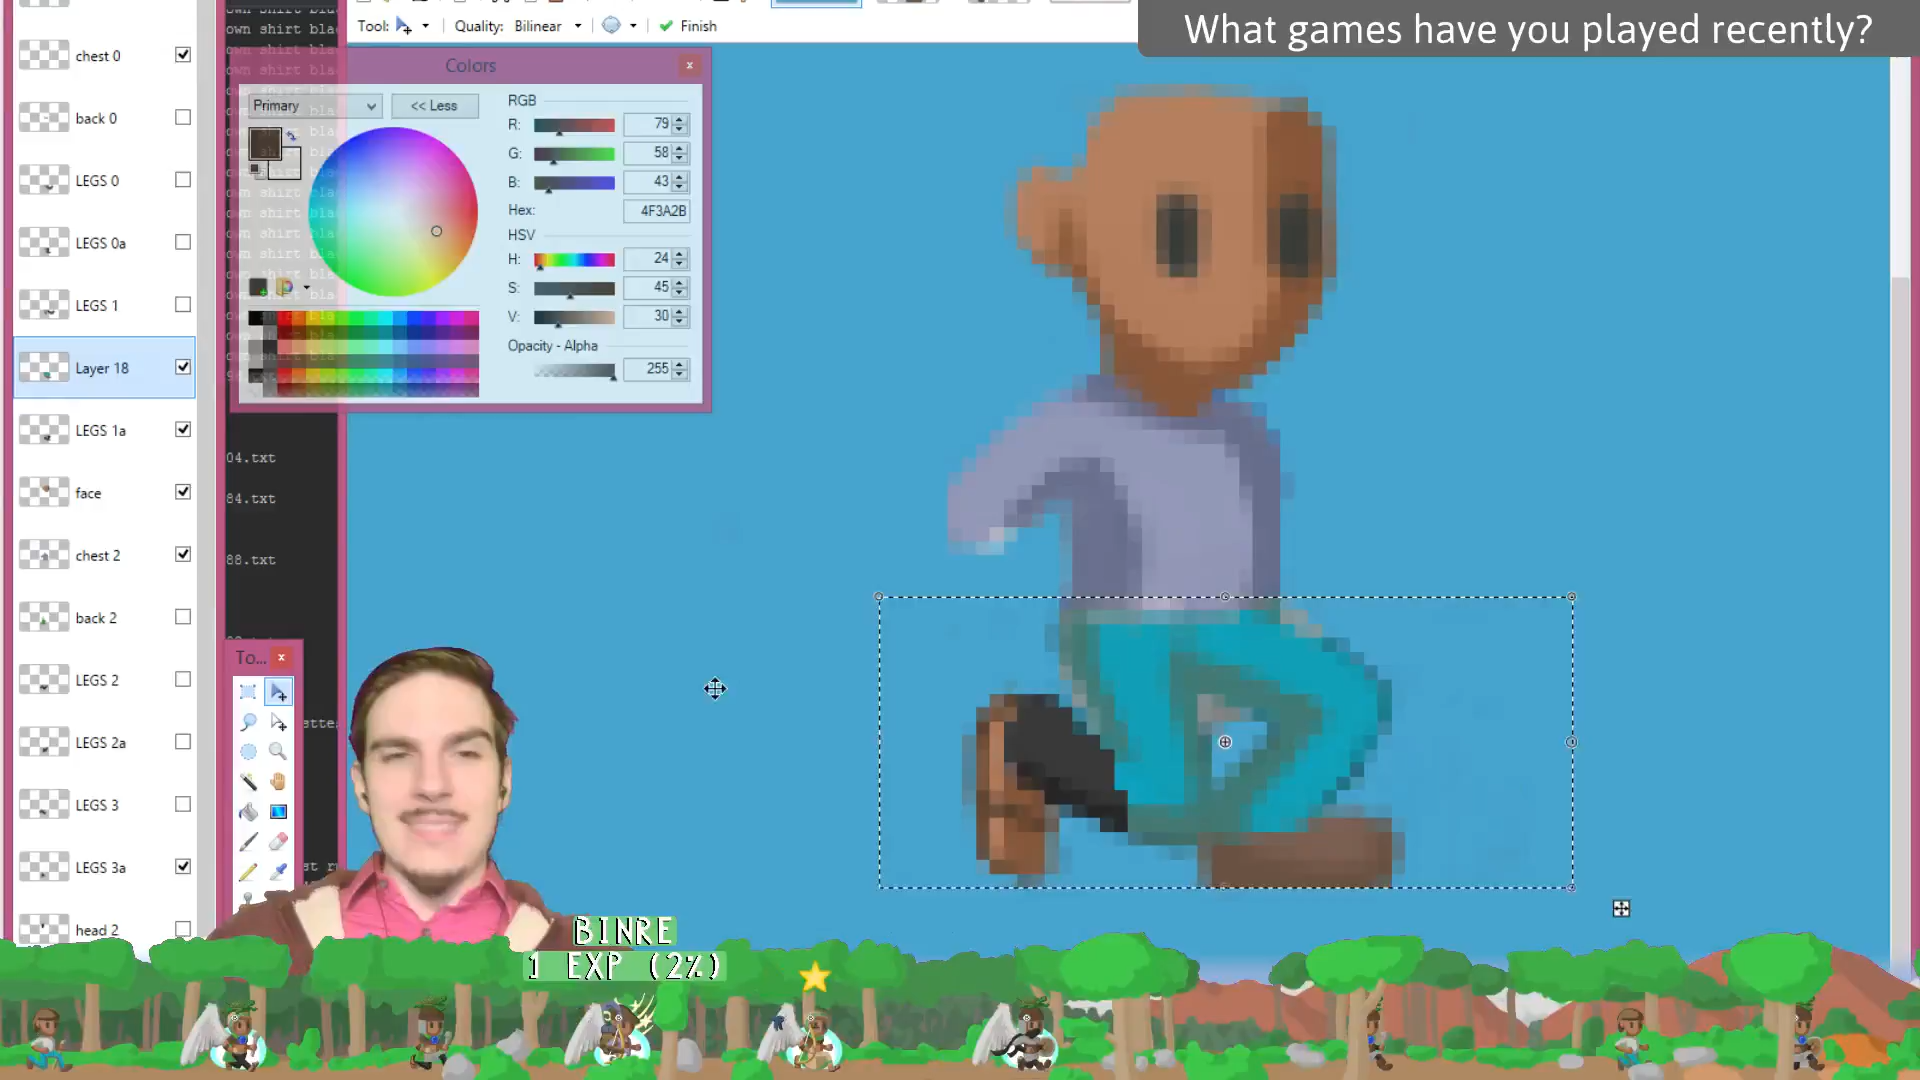 Tool:
Quality: Bilinear
Finish
What games have you played recently?
chest 0
back 0
LEGS 0
LEGS 0a
LEGS 1
Layer 18
LEGS 1a
face
chest 2
back 2
LEGS 2
LEGS 2a
LEGS 3
LEGS 3a
head 2
Colors
Primary
<< Less
RGB
R: 79
G: 58
B: 43
Hex: 4F3A2B
HSV
H: 24
S: 45
V: 30
Opacity - Alpha
255
own shirt bla
04.txt
84.txt
88.txt
To...
BINRE
1 EXP (2%)